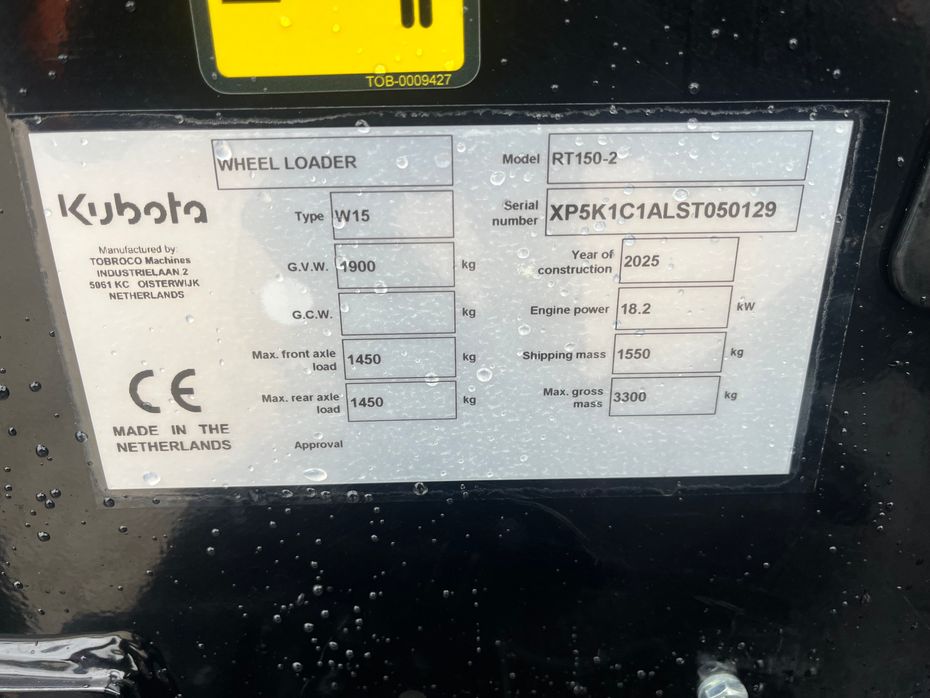 TOB-0009427
WHEEL LOADER
Model RT150-2
Kubota
Type W15
Serial number XP5K1C1ALST050129
Manufactured by:
TOBROCO Machines
INDUSTRIELAAN 2
5061 KC OISTERWIJK
NETHERLANDS
G.V.W. 1900 kg
Year of construction 2025
G.C.W. kg
Engine power 18.2 kW
Max. front axle load 1450 kg
Shipping mass 1550 kg
Max. rear axle load 1450 kg
Max. gross mass 3300 kg
CE
MADE IN THE
NETHERLANDS
Approval